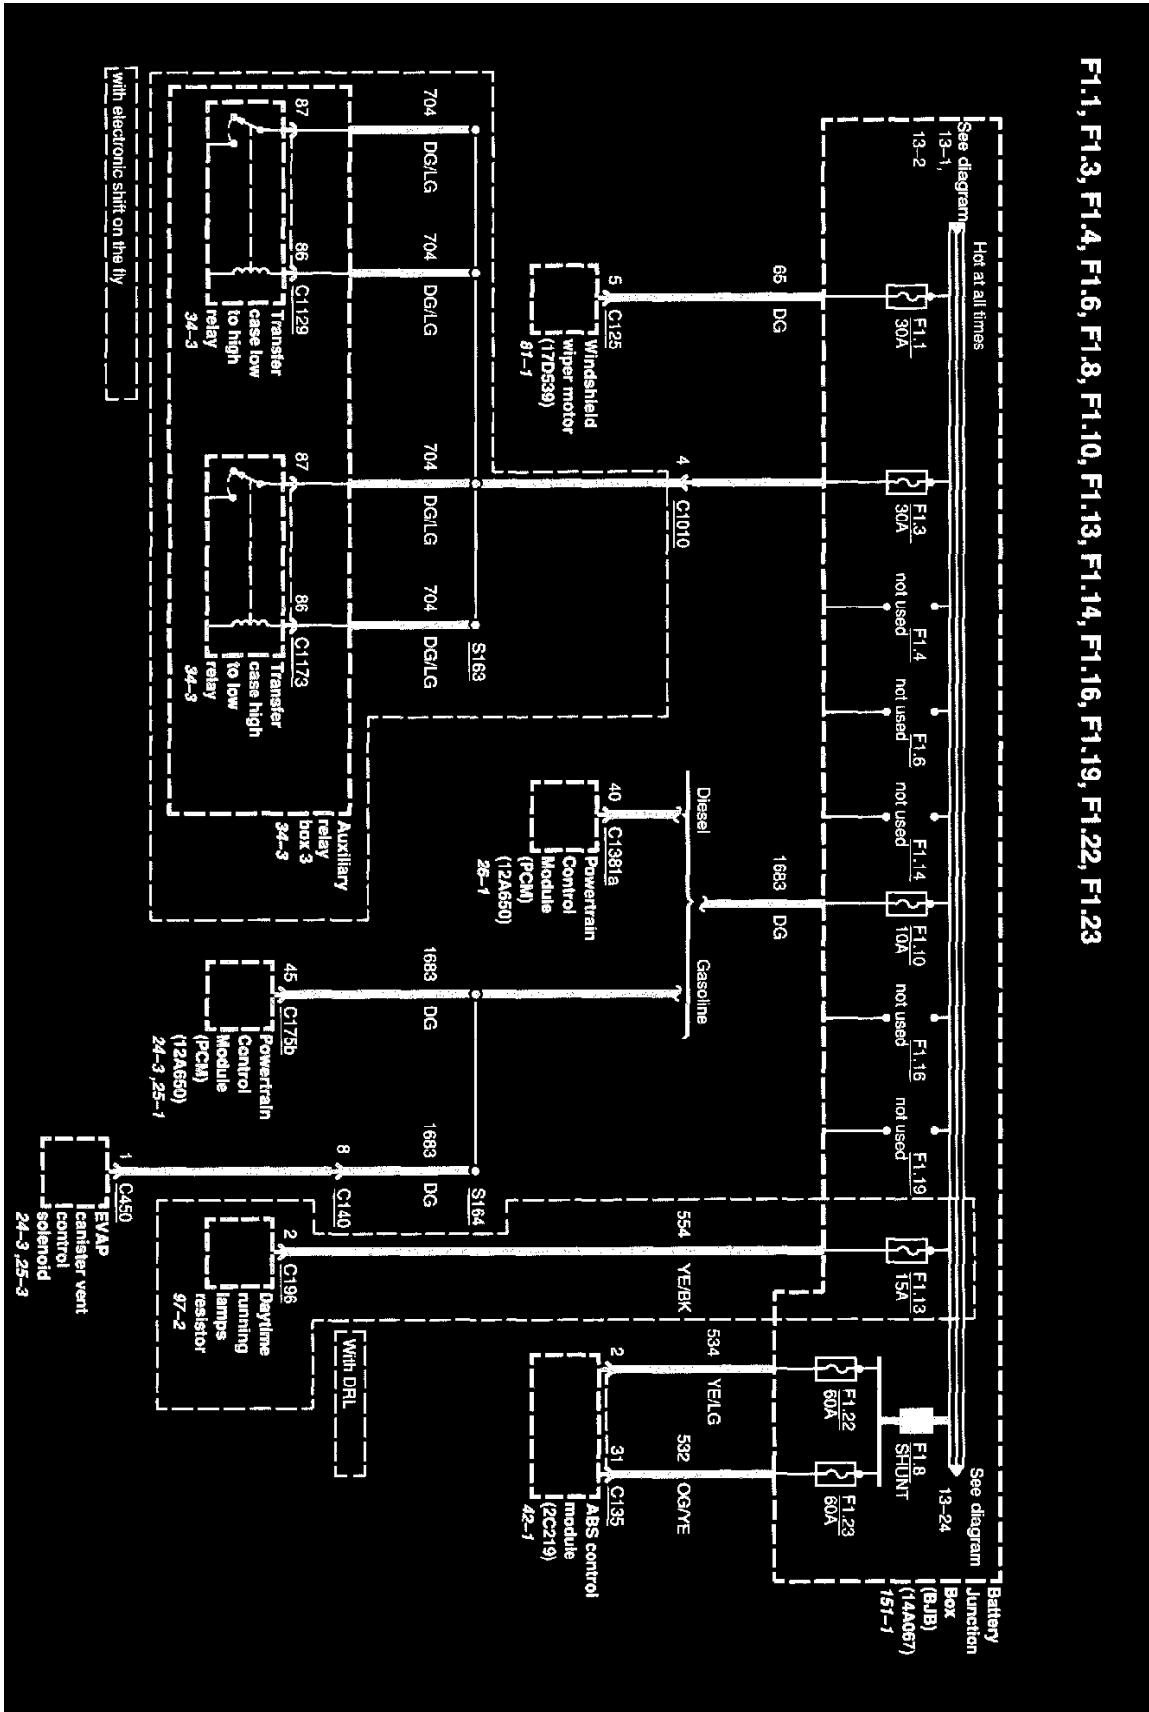 F1.1, F1.3, F1.4, F1.6, F1.8, F1.10, F1.13, F1.14, F1.16, F1.19, F1.22, F1.23
See diagram
13-1,
13-2
Hot at all times
F1.1
30A
F1.3
30A
not used
F1.4
not used
F1.6
not used
F1.14
F1.10
10A
not used
F1.16
not used
F1.19
F1.13
15A
F1.8
SHUNT
F1.22
60A
F1.23
60A
See diagram
13-24
Battery
Junction
Box
(BJB)
(14A067)
151-1
65
DG
5
C125
Windshield
wiper motor
(17D539)
81-1
4
C1010
1683
DG
Diesel
Gasoline
40
C1381a
Powertrain
Control
Module
(PCM)
(12A650)
26-1
554
YE/BK
534
YE/LG
532
OG/YE
2
31
C135
ABS control
module
(2C219)
42-1
704
DG/LG
704
DG/LG
704
DG/LG
704
DG/LG
S163
1683
DG
1683
DG
S164
87
86
C1129
Transfer
case low
to high
relay
34-3
87
86
C1173
Transfer
case high
to low
relay
34-3
Auxiliary
relay
box 3
34-3
with electronic shift on the fly
45
C175b
Powertrain
Control
Module
(PCM)
(12A650)
24-3 ,25-1
8
C140
1
C450
EVAP
canister vent
control
solenoid
24-3 ,25-3
2
C196
Daytime
running
lamps
resistor
97-2
With DRL